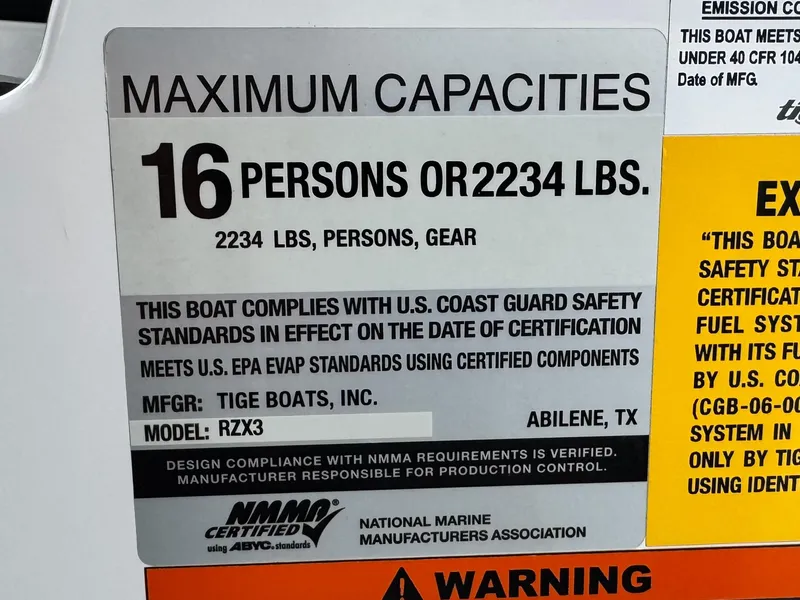 MAXIMUM CAPACITIES
16 PERSONS OR 2234 LBS.
2234 LBS, PERSONS, GEAR
THIS BOAT COMPLIES WITH U.S. COAST GUARD SAFETY
STANDARDS IN EFFECT ON THE DATE OF CERTIFICATION
MEETS U.S. EPA EVAP STANDARDS USING CERTIFIED COMPONENTS
MFGR: TIGE BOATS, INC.
MODEL: RZX3
ABILENE, TX
DESIGN COMPLIANCE WITH NMMA REQUIREMENTS IS VERIFIED.
MANUFACTURER RESPONSIBLE FOR PRODUCTION CONTROL.
NMMA®
CERTIFIED
using ABYC® standards
NATIONAL MARINE
MANUFACTURERS ASSOCIATION
WARNING
EMISSION CO
THIS BOAT MEETS
UNDER 40 CFR 104
Date of MFG.
EX
"THIS BOA
SAFETY STA
CERTIFICAT
FUEL SYST
WITH ITS FU
BY U.S. CO
(CGB-06-00
SYSTEM IN
ONLY BY TIG
USING IDENT